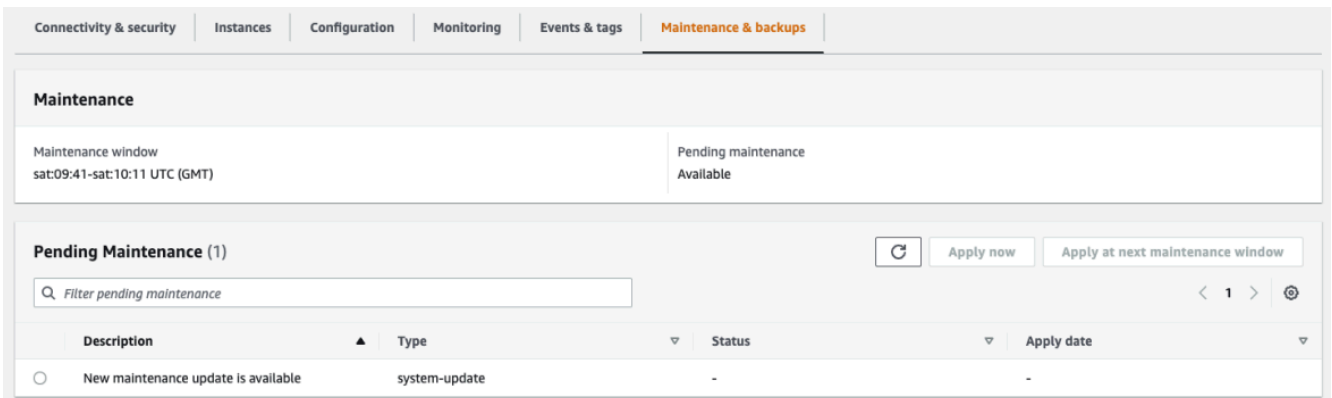 Connectivity & security Instances Configuration Monitoring Events & tags Maintenance & backups
Maintenance
Maintenance window Pending maintenance
sat:09:41-sat:10:11 UTC (GMT) Available
Pending Maintenance (1) Apply now Apply at next maintenance window
Filter pending maintenance 1
Description Type Status Apply date
New maintenance update is available system-update - -